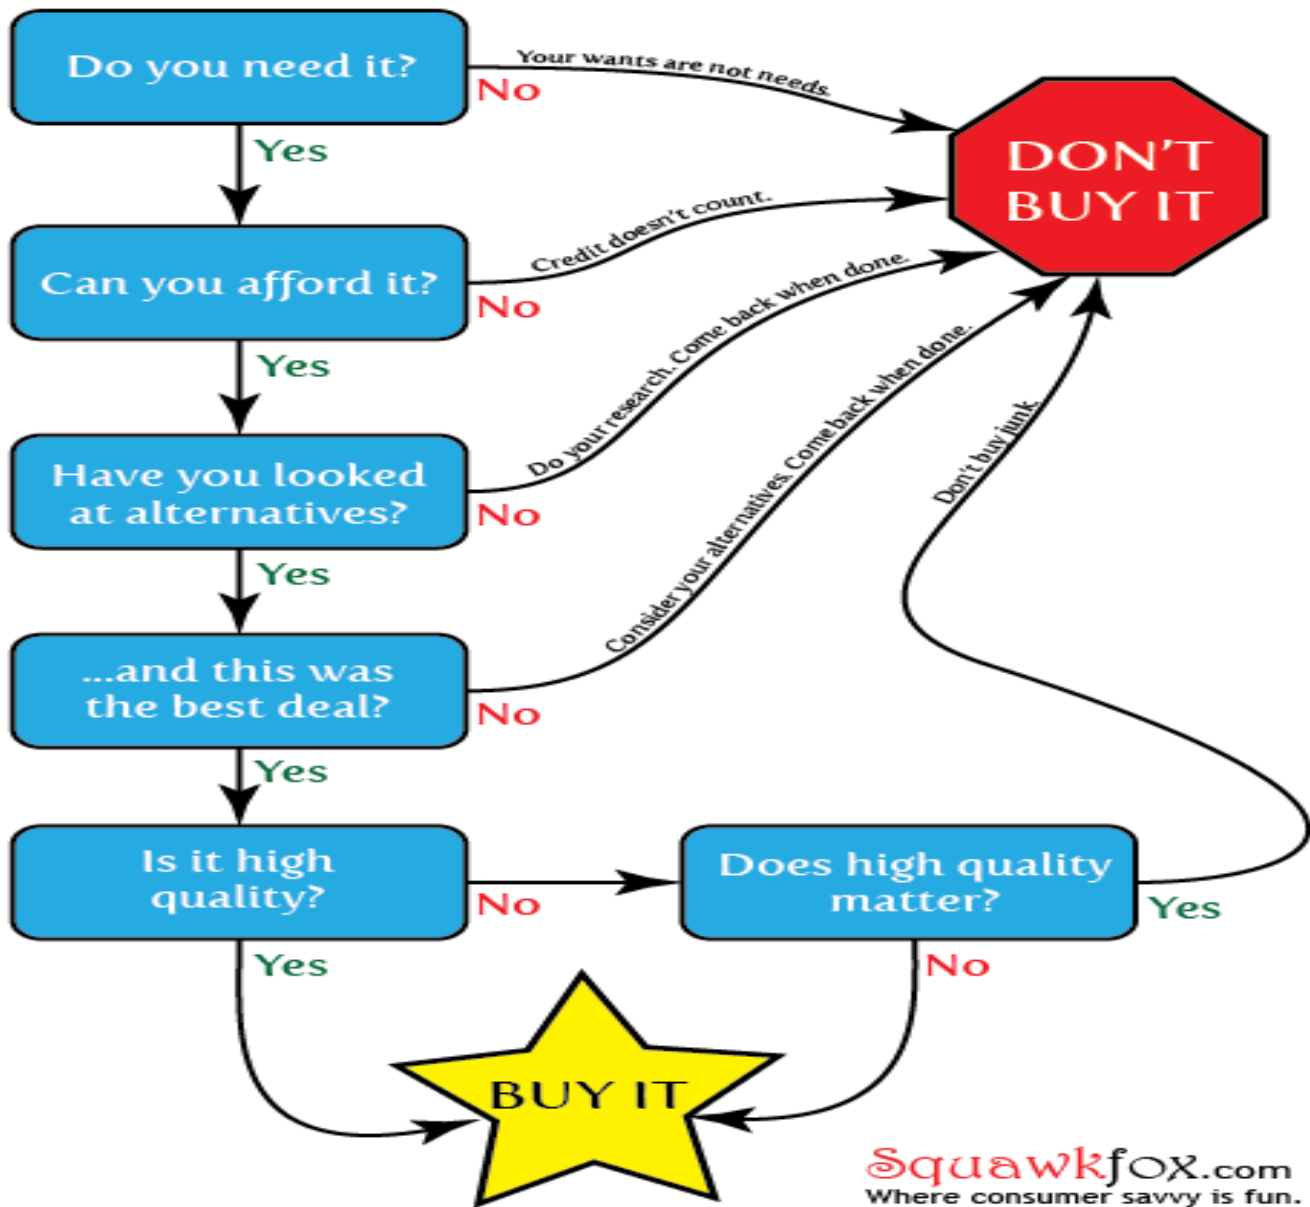 Do you need it?
No
Your wants are not needs.
Yes
DON'T
BUY IT
Can you afford it?
No
Credit doesn't count.
Yes
Have you looked
at alternatives?
No
Do your research. Come back when done.
Yes
...and this was
the best deal?
No
Consider your alternatives. Come back when done.
Yes
Is it high
quality?
No
Does high quality
matter?
Yes
Don't buy junk.
Yes
No
BUY IT
Squawkfox.com
Where consumer savvy is fun.